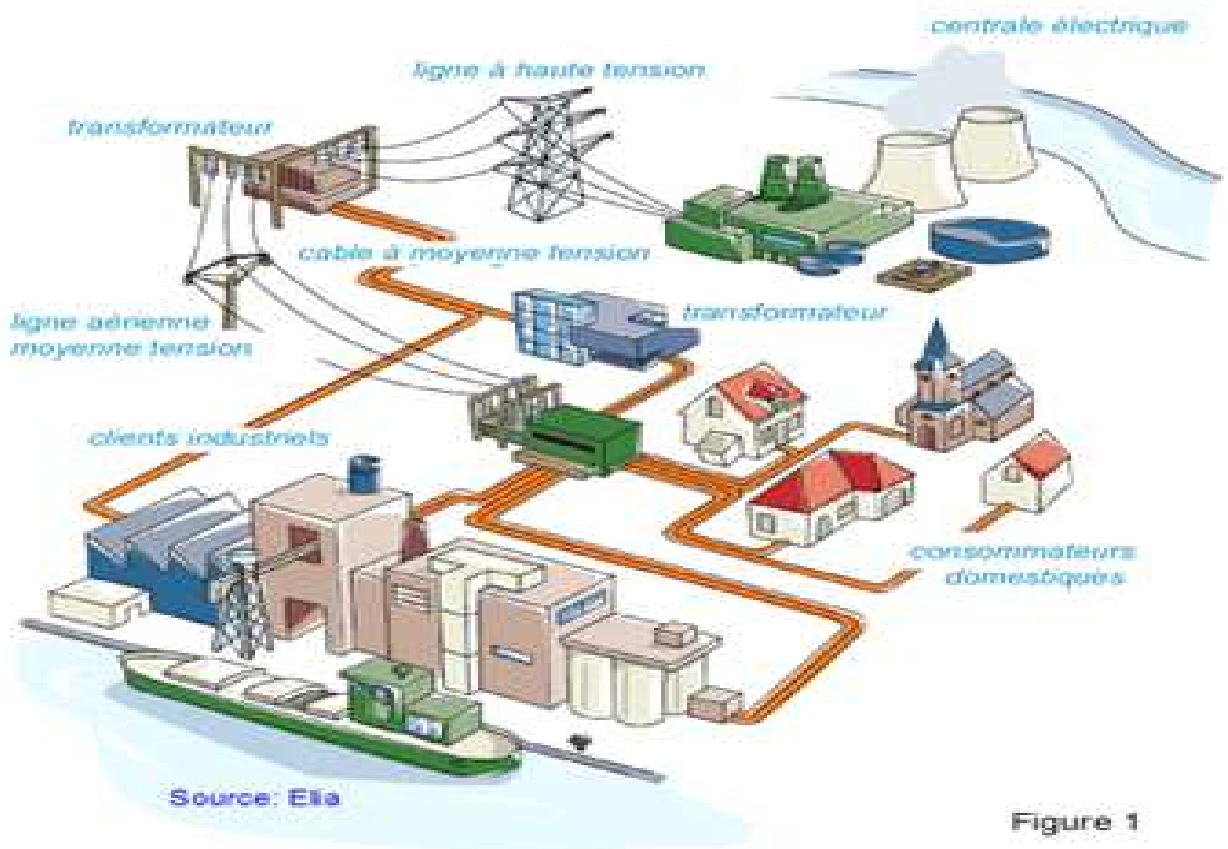 centrale électrique
ligne à haute tension
transformateur
cable à moyenne tension
transformateur
ligne aérienne
moyenne tension
clients industriels
consommateurs
domestiques
Source: Elia
Figure 1